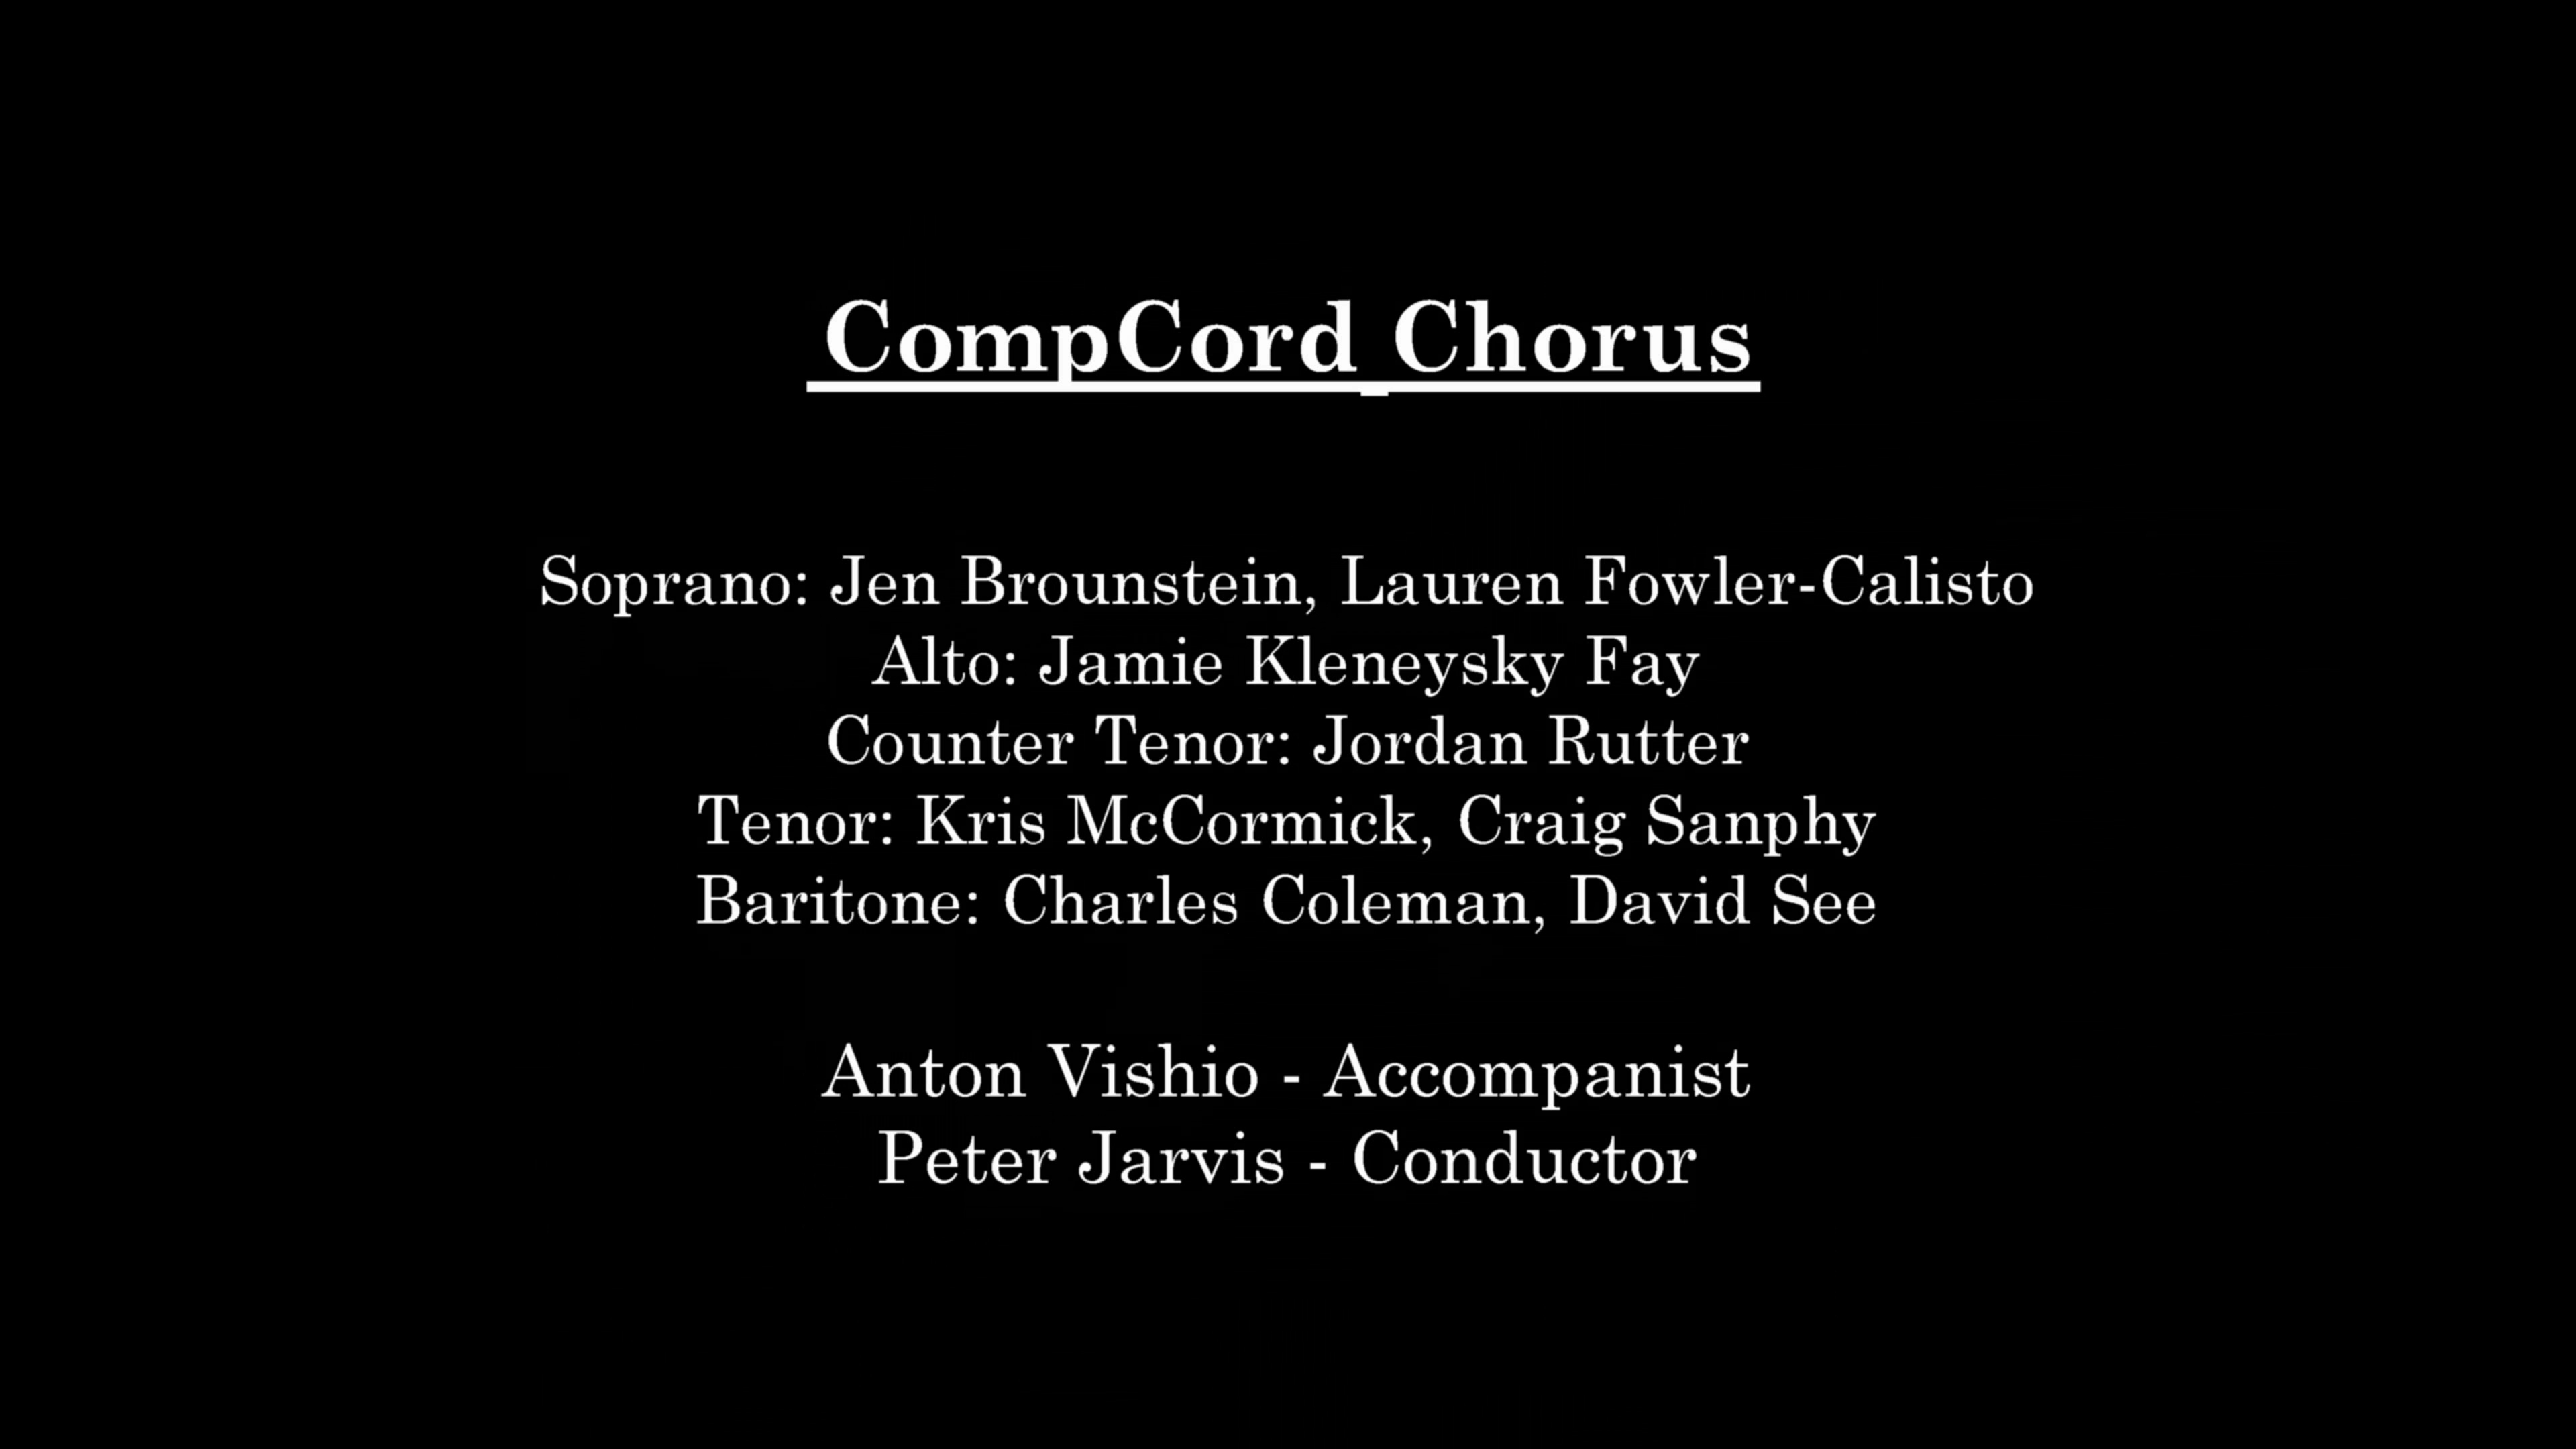 CompCord Chorus
Soprano: Jen Brounstein, Lauren Fowler-Calisto
Alto: Jamie Kleneysky Fay
Counter Tenor: Jordan Rutter
Tenor: Kris McCormick, Craig Sanphy
Baritone: Charles Coleman, David See
Anton Vishio - Accompanist
Peter Jarvis - Conductor